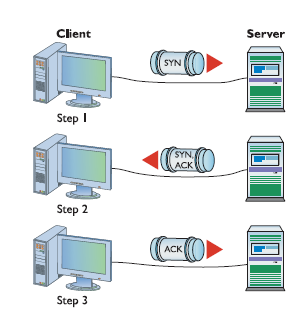 Client
Server
SYN
Step 1
SYN,
ACK
Step 2
ACK
Step 3